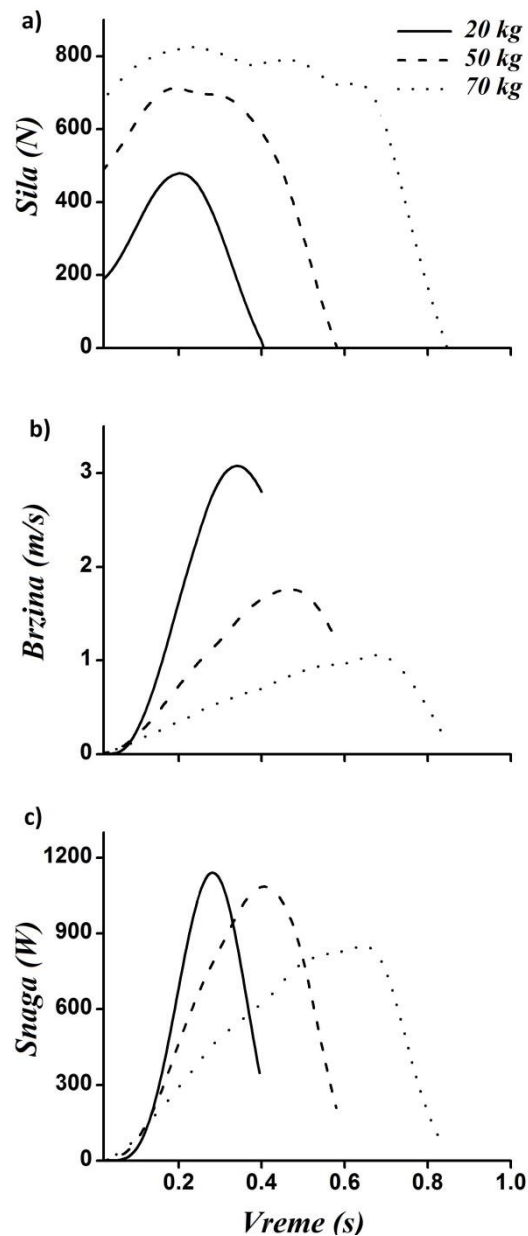 a)
20 kg
50 kg
70 kg
800
600
400
200
0
Sila (N)
b)
3
2
1
0
Brzina (m/s)
c)
1200
900
600
300
0
Snaga (W)
0.2 0.4 0.6 0.8 1.0
Vreme (s)